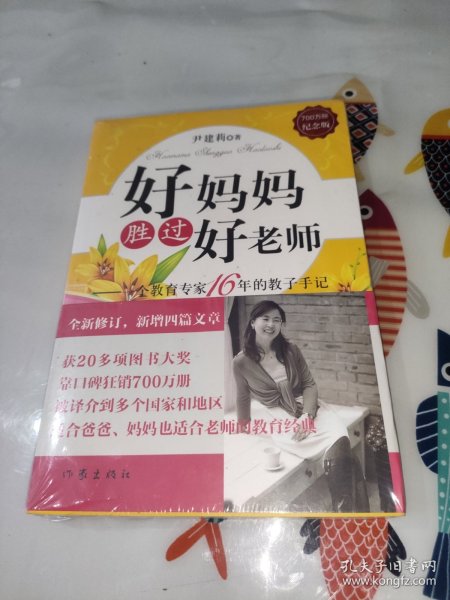 尹建莉 著
700万册
纪念版
Haomama Shengguo Haolaoshi
好妈妈
胜过
好老师
个教育专家16年的教子手记
全新修订，新增四篇文章
获20多项图书大奖
靠口碑狂销700万册
被译介到多个国家和地区
适合爸爸、妈妈也适合老师的教育经典
作家出版社
孔夫子旧书网
www.kongfz.com